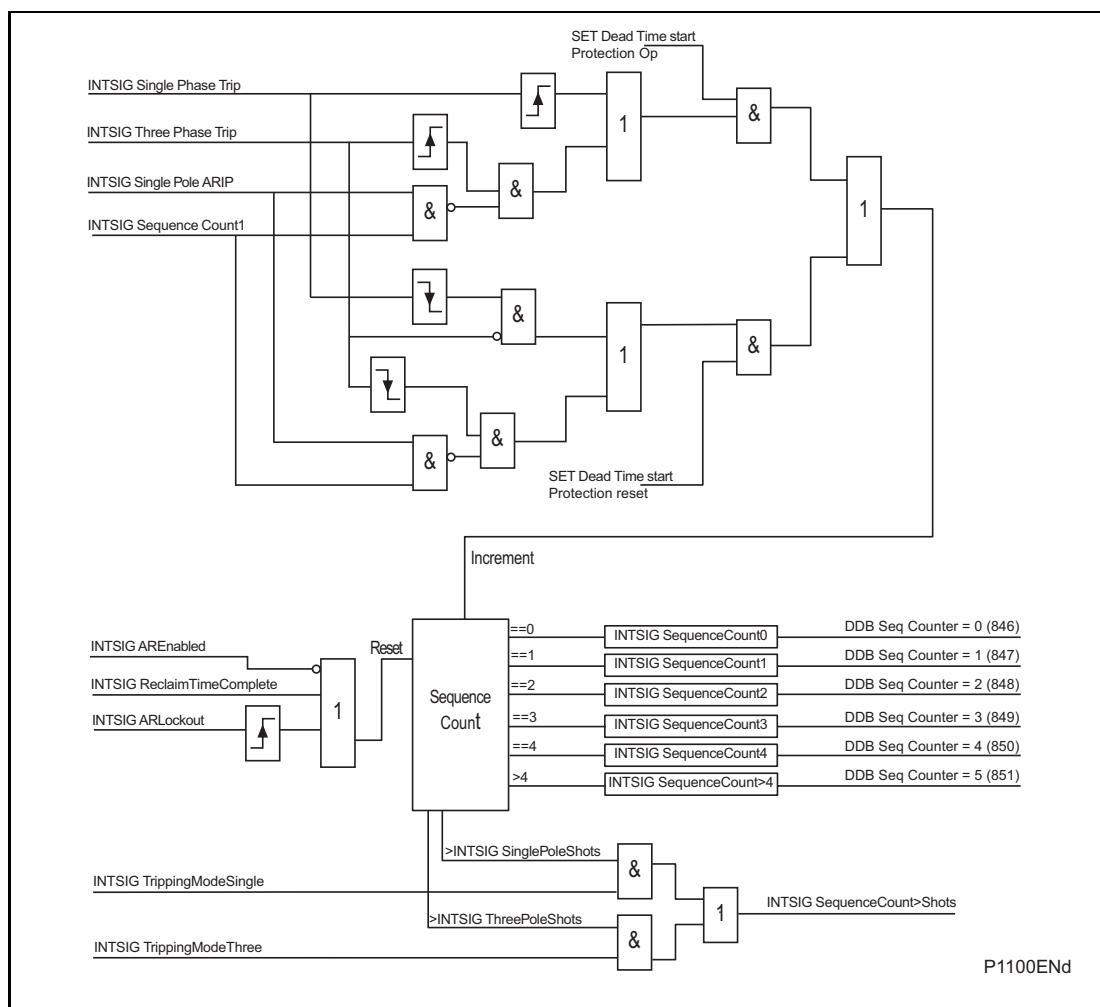 SET Dead Time start
Protection Op
INTSIG Single Phase Trip
1
&
INTSIG Three Phase Trip
&
INTSIG Single Pole ARIP
&
1
INTSIG Sequence Count1
&
1
&
&
&
SET Dead Time start
Protection reset
Increment
INTSIG AREnabled
Reset
==0
INTSIG SequenceCount0
DDB Seq Counter = 0 (846)
INTSIG ReclaimTimeComplete
==1
INTSIG SequenceCount1
DDB Seq Counter = 1 (847)
1
Sequence
Count
==2
INTSIG SequenceCount2
DDB Seq Counter = 2 (848)
INTSIG ARLockout
==3
INTSIG SequenceCount3
DDB Seq Counter = 3 (849)
==4
INTSIG SequenceCount4
DDB Seq Counter = 4 (850)
>4
INTSIG SequenceCount>4
DDB Seq Counter = 5 (851)
>INTSIG SinglePoleShots
&
INTSIG TrippingModeSingle
1
INTSIG SequenceCount>Shots
>INTSIG ThreePoleShots
&
INTSIG TrippingModeThree
P1100ENd